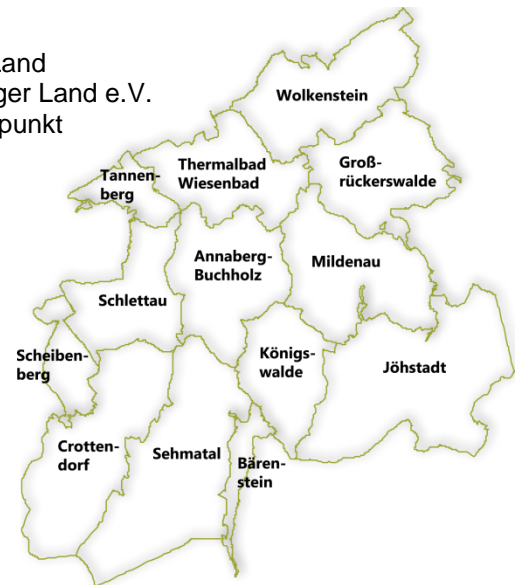 Land
ger Land e.V.
punkt
Wolkenstein
Thermalbad
Wiesenbad
Groß-
rückerswalde
Tannen-
berg
Annaberg-
Buchholz
Mildenau
Schlettau
Scheiben-
berg
Königs-
walde
Jöhstadt
Crotten-
dorf
Sehmatal
Bären-
stein